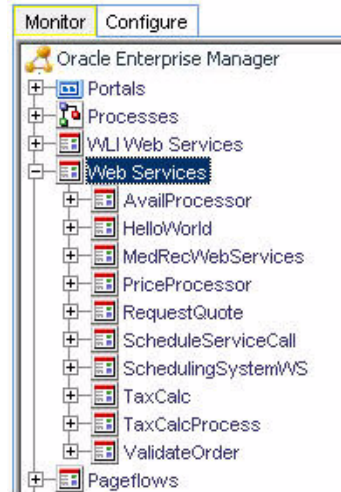 Monitor Configure
Oracle Enterprise Manager
Portals
Processes
WLI Web Services
Web Services
AvailProcessor
HelloWorld
MedRecWebServices
PriceProcessor
RequestQuote
ScheduleServiceCall
SchedulingSystemWS
TaxCalc
TaxCalcProcess
ValidateOrder
Pageflows